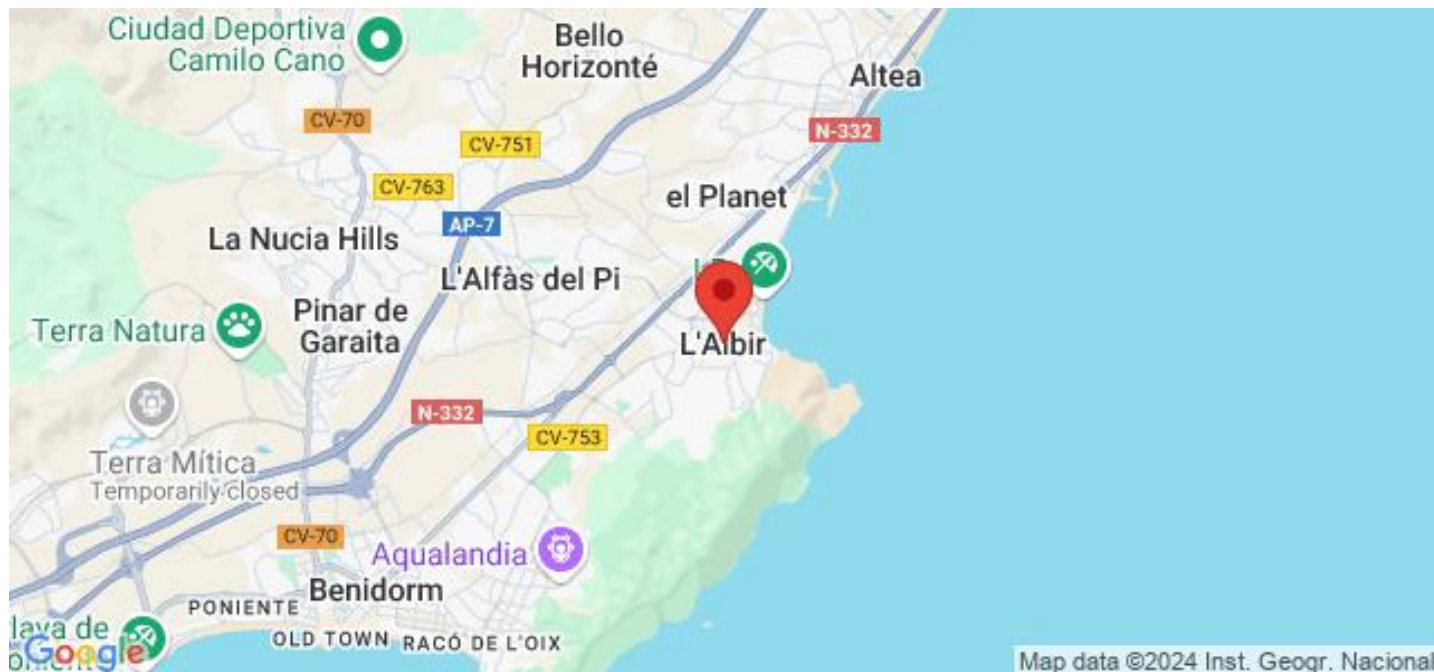 Ciudad Deportiva
Camilo Cano
Bello
Horizonté
Altea
CV-70
N-332
CV-751
CV-763
el Planet
AP-7
La Nucia Hills
L'Alfàs del Pi
Pinar de
Garaita
Terra Natura
L'Albir
N-332
CV-753
Terra Mítica
Temporarily closed
CV-70
Aqualandia
Benidorm
PONIENTE
OLD TOWN
RACÓ DE L'OIX
laya de
Google
Map data ©2024 Inst. Geogr. Nacional